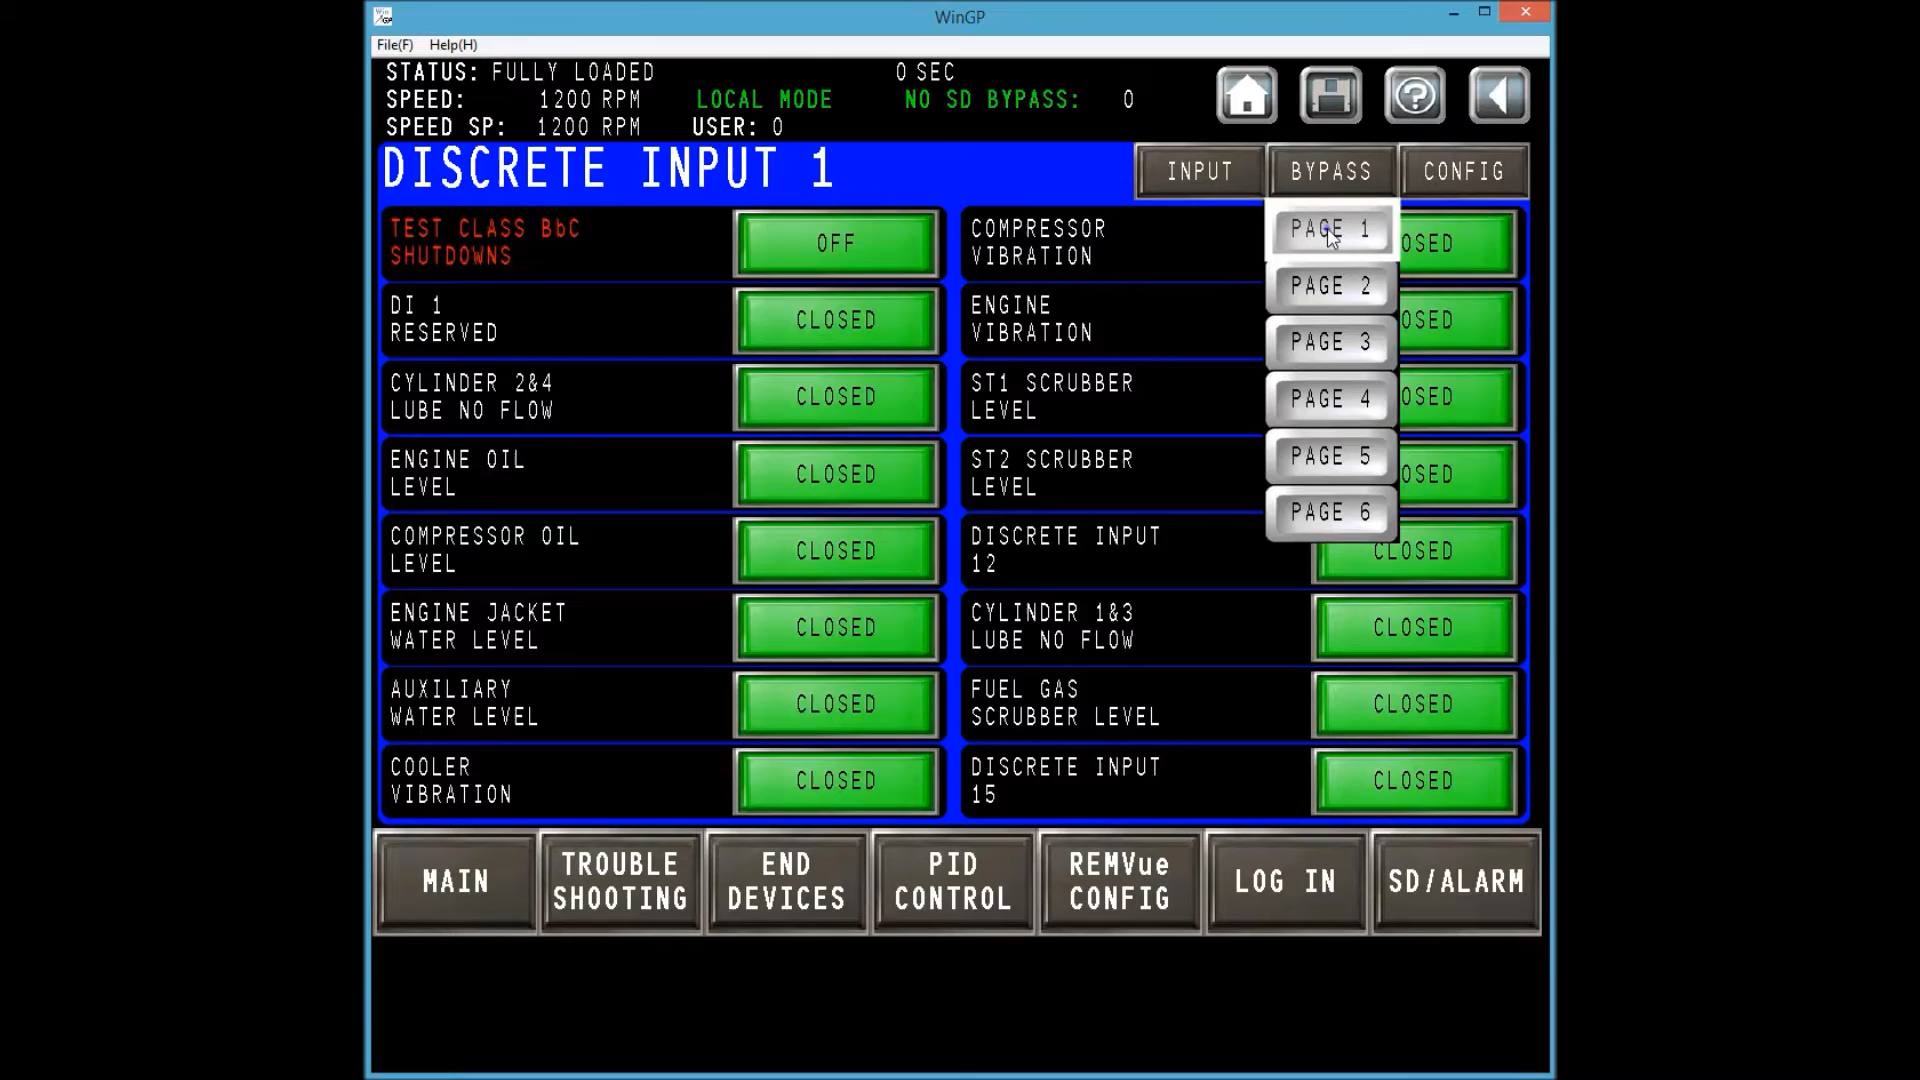 WinGP
File(F) Help(H)
STATUS: FULLY LOADED 0 SEC
SPEED: 1200 RPM LOCAL MODE NO SD BYPASS: 0
SPEED SP: 1200 RPM USER: 0
DISCRETE INPUT 1
INPUT BYPASS CONFIG
PAGE 1
PAGE 2
PAGE 3
PAGE 4
PAGE 5
PAGE 6
TEST CLASS BbC
SHUTDOWNS
OFF
DI 1
RESERVED
CLOSED
CYLINDER 2&4
LUBE NO FLOW
CLOSED
ENGINE OIL
LEVEL
CLOSED
COMPRESSOR OIL
LEVEL
CLOSED
ENGINE JACKET
WATER LEVEL
CLOSED
AUXILIARY
WATER LEVEL
CLOSED
COOLER
VIBRATION
CLOSED
COMPRESSOR
VIBRATION
OSED
ENGINE
VIBRATION
OSED
ST1 SCRUBBER
LEVEL
OSED
ST2 SCRUBBER
LEVEL
OSED
DISCRETE INPUT
12
CLOSED
CYLINDER 1&3
LUBE NO FLOW
CLOSED
FUEL GAS
SCRUBBER LEVEL
CLOSED
DISCRETE INPUT
15
CLOSED
MAIN
TROUBLE
SHOOTING
END
DEVICES
PID
CONTROL
REMVue
CONFIG
LOG IN
SD/ALARM